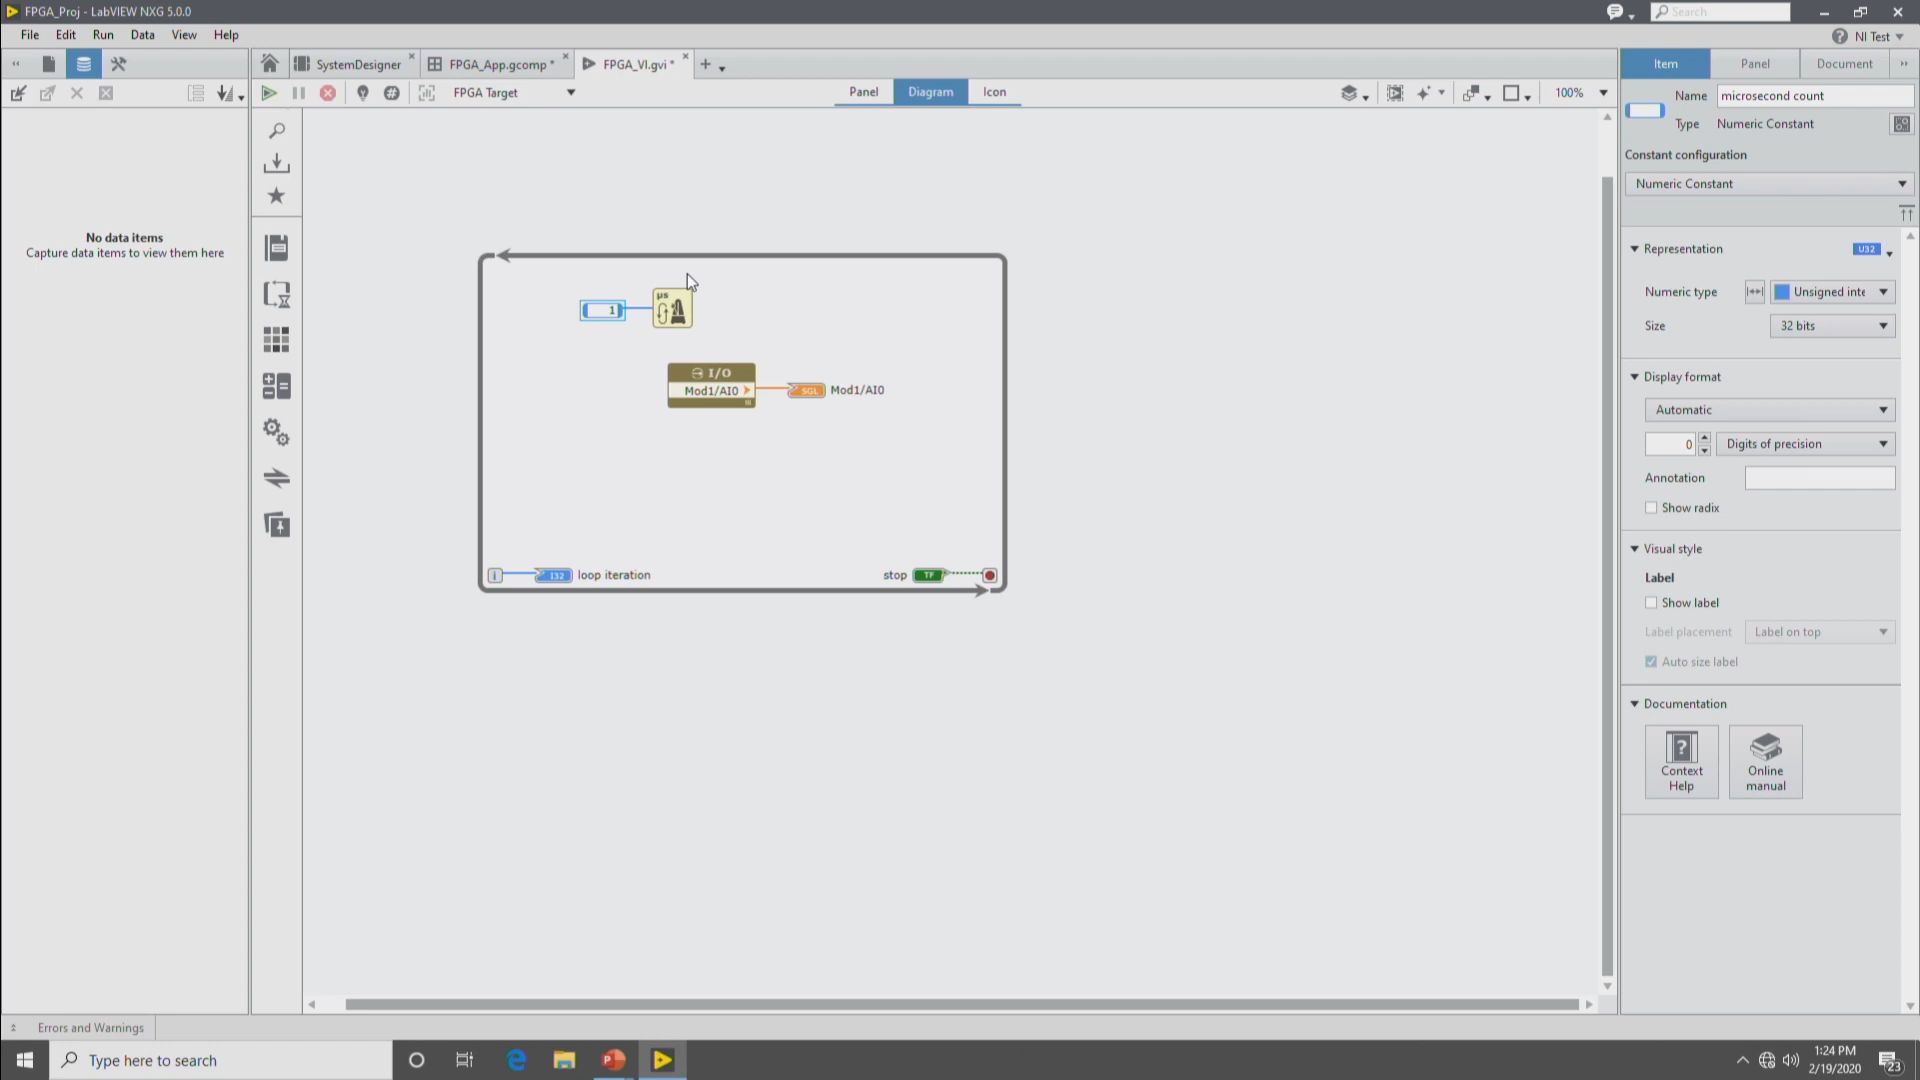 FPGA_Proj - LabVIEW NXG 5.0.0
Search
File Edit Run Data View Help
NI Test
SystemDesigner
FPGA_App.gcomp *
FPGA_VI.gvi *
Item
Panel
Document
FPGA Target
Panel
Diagram
Icon
100%
Name
microsecond count
Type
Numeric Constant
Constant configuration
Numeric Constant
No data items
Capture data items to view them here
Representation
U32
Numeric type
Unsigned inte
Size
32 bits
Display format
Automatic
0
Digits of precision
Annotation
Show radix
Visual style
Label
Show label
Label placement
Label on top
Auto size label
Documentation
Context
Help
Online
manual
µs
1
I/O
Mod1/AI0
SGL
Mod1/AI0
i
I32
loop iteration
stop
TF
Errors and Warnings
Type here to search
1:24 PM
2/19/2020
23